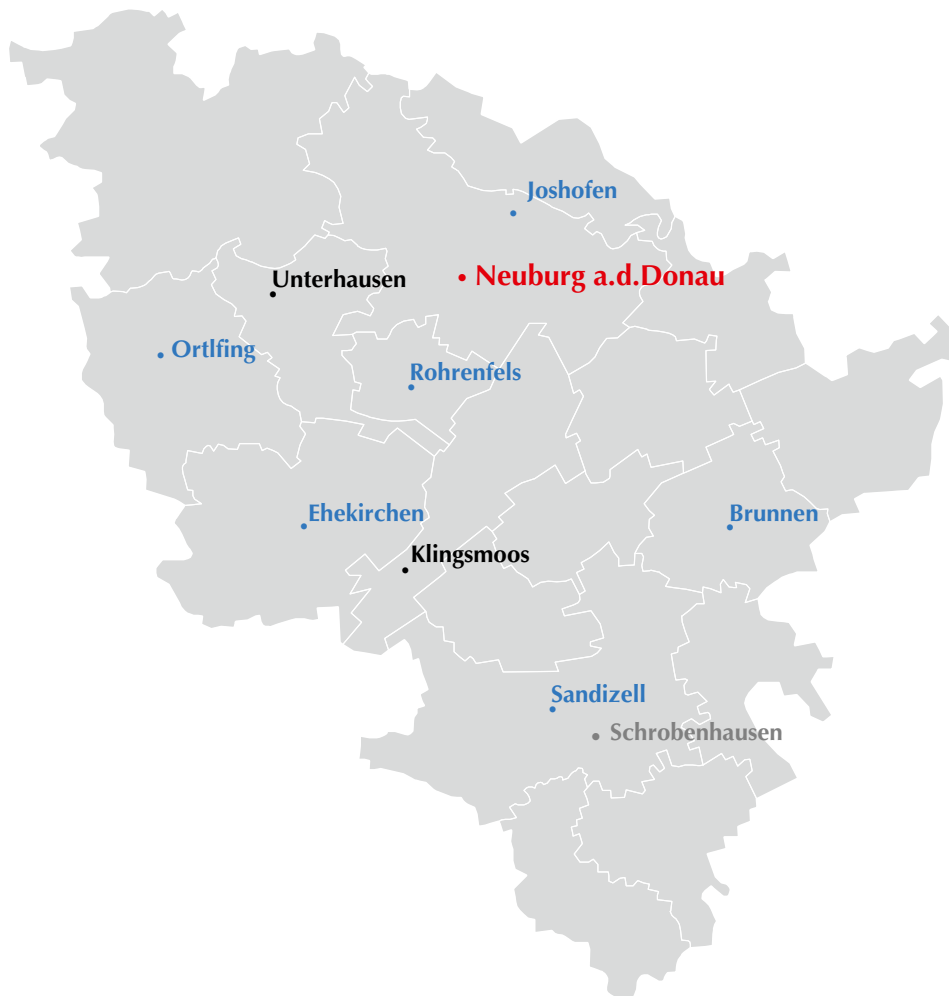 Joshofen
Neuburg a.d.Donau
Unterhausen
Ortlfing
Rohrenfels
Ehekirchen
Brunnen
Klingsmoos
Sandizell
Schrobenhausen